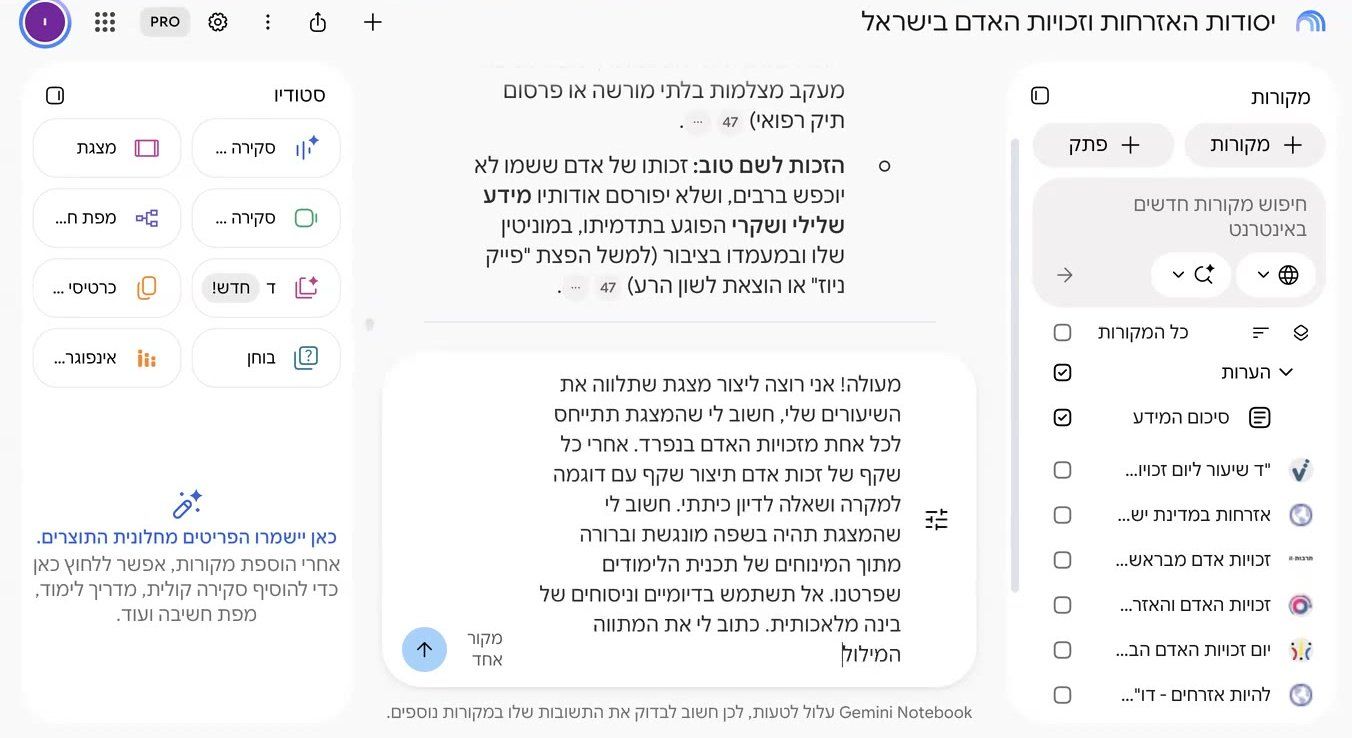 יסודות האזרחות וזכויות האדם בישראל
PRO
י
מקורות
+ מקורות
+ פתק
חיפוש מקורות חדשים
באינטרנט
כל המקורות
הערות
סיכום המידע
"ד שיעור ליום זכויו...
אזרחות במדינת יש...
זכויות אדם מבראש...
זכויות האדם והאזר...
יום זכויות האדם הב...
להיות אזרחים - דו"...
מעקב מצלמות בלתי מורשה או פרסום
תיק רפואי) 47 ... .
הזכות לשם טוב: זכותו של אדם ששמו לא
יוכפש ברבים, ושלא יפורסם אודותיו מידע
שלילי ושקרי הפוגע בתדמיתו, במוניטין
שלו ובמעמדו בציבור (למשל הפצת "פייק
ניוז" או הוצאת לשון הרע) 47 ... .
מעולה! אני רוצה ליצור מצגת שתלווה את
השיעורים שלי, חשוב לי שהמצגת תתייחס
לכל אחת מזכויות האדם בנפרד. אחרי כל
שקף של זכות אדם תיצור שקף עם דוגמה
למקרה ושאלה לדיון כיתתי. חשוב לי
שהמצגת תהיה בשפה מונגשת וברורה
מתוך המינוחים של תכנית הלימודים
שפרטנו. אל תשתמש בדיומיים וניסוחים של
בינה מלאכותית. כתוב לי את המתווה
המילול
מקור
אחד
Gemini Notebook עלול לטעות, לכן חשוב לבדוק את התשובות שלו במקורות נוספים.
סטודיו
סקירה ...
מצגת
סקירה ...
מפת ח...
ד חדש!
כרטיסי ...
בוחן
אינפוגר...
כאן יישמרו הפריטים מחלונית התוצרים.
אחרי הוספת מקורות, אפשר ללחוץ כאן
כדי להוסיף סקירה קולית, מדריך לימוד,
מפת חשיבה ועוד.